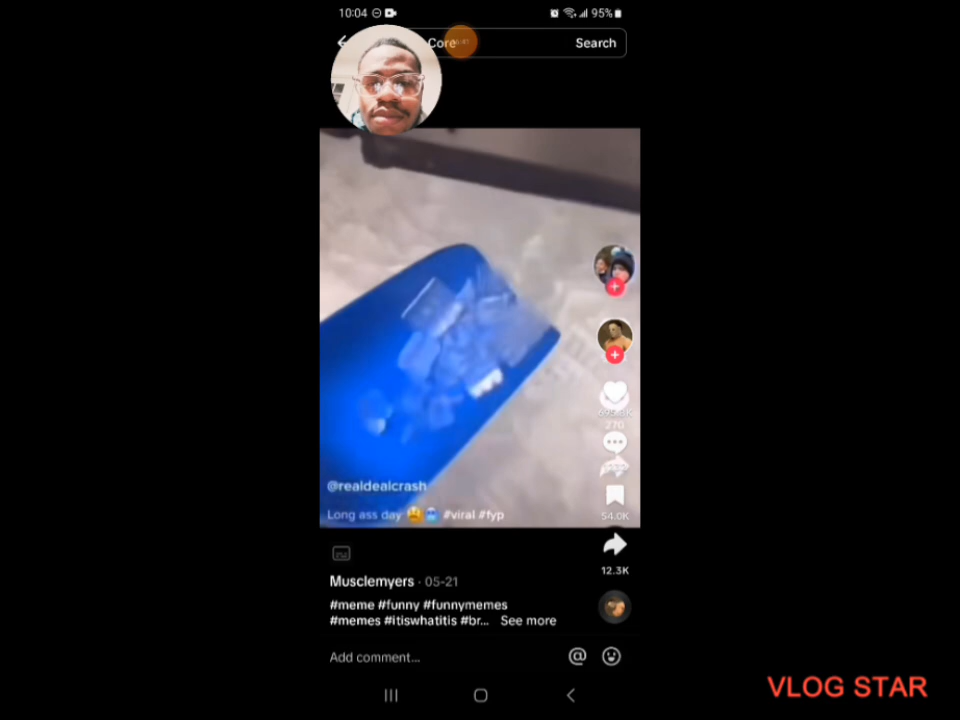 10:04
95%
Core
Search
@realdealcrash
Long ass day 😫🥶 #viral #fyp
270
54.0K
12.3K
Musclemyers · 05-21
#meme #funny #funnymemes
#memes #itiswhatitis #br... See more
Add comment...
@
VLOG STAR